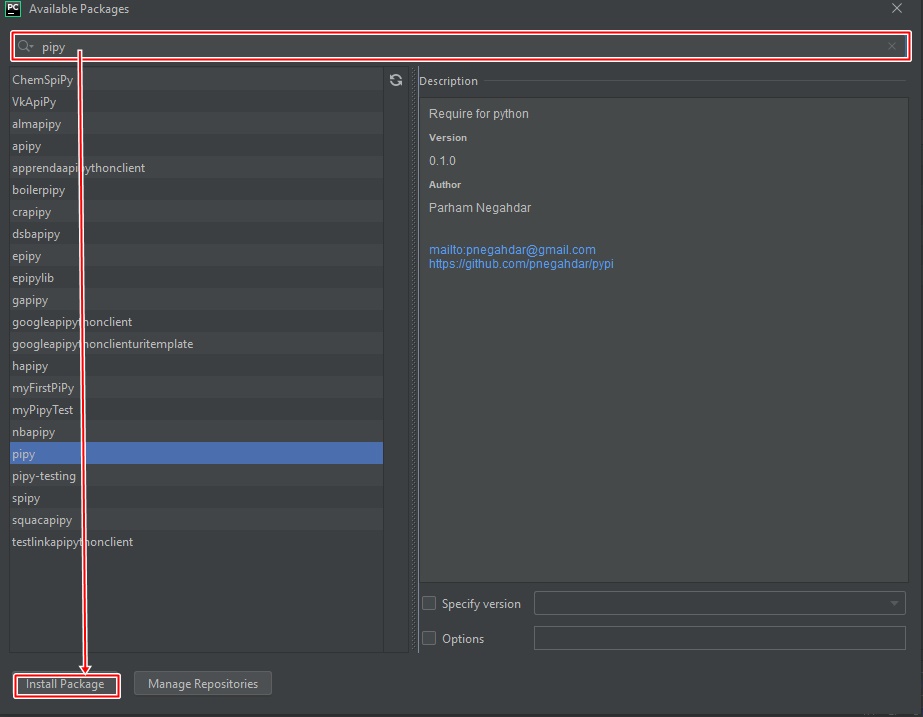 PC Available Packages
pipy
ChemSpiPy
VkApiPy
almapipy
apipy
apprendaapipythonclient
boilerpipy
crapipy
dsbapipy
epipy
epipylib
gapipy
googleapipythonclient
googleapipythonclienturitemplate
hapipy
myFirstPiPy
myPipyTest
nbapipy
pipy
pipy-testing
spipy
squacapipy
testlinkapipythonclient
Description
Require for python
Version
0.1.0
Author
Parham Negahdar
mailto:pnegahdar@gmail.com
https://github.com/pnegahdar/pypi
Specify version
Options
Install Package
Manage Repositories